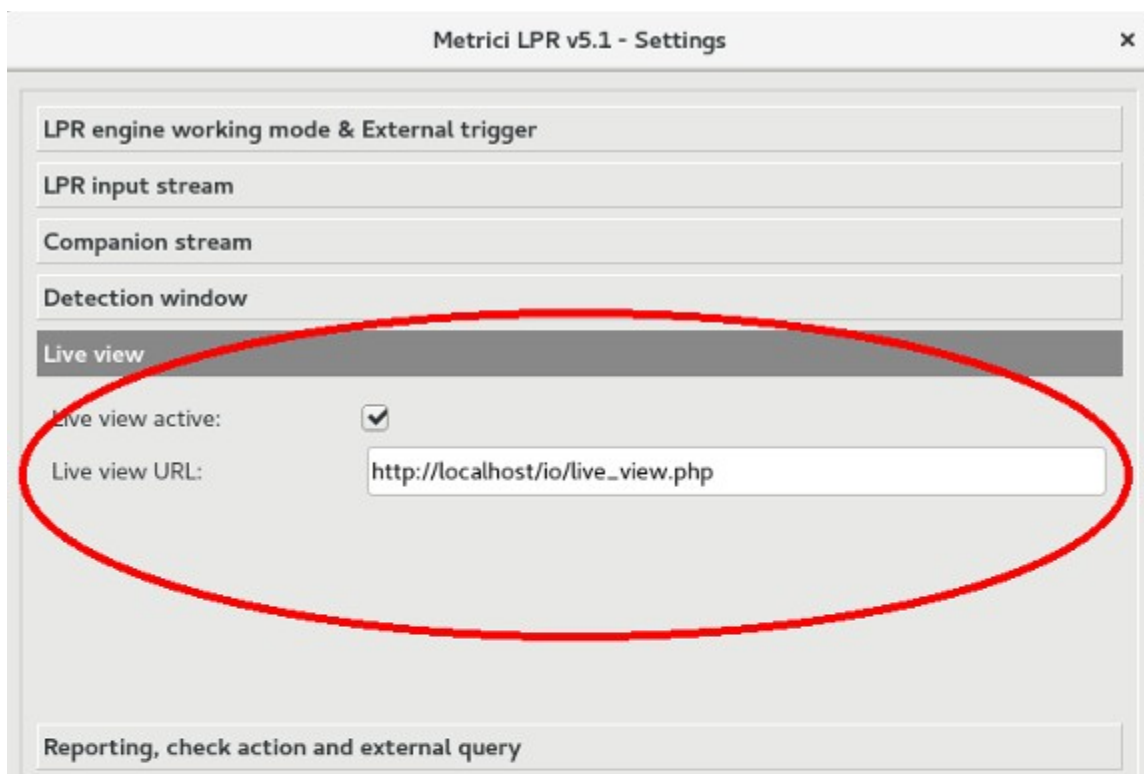 Metrici LPR v5.1 - Settings ×
LPR engine working mode & External trigger
LPR input stream
Companion stream
Detection window
Live view
Live view active:
Live view URL: http://localhost/io/live_view.php
Reporting, check action and external query